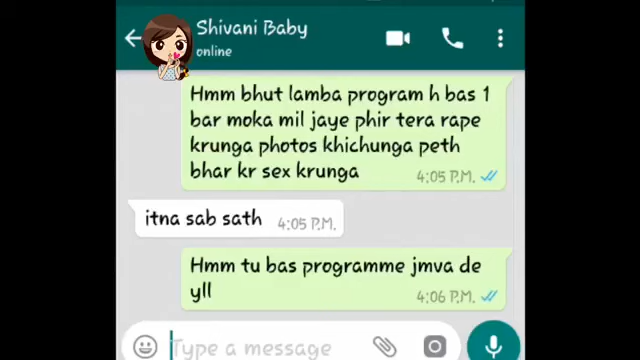 Shivani Baby
online
Hmm bhut lamba program h bas 1
bar moka mil jaye phir tera rape
krunga photos khichunga peth
bhar kr sex krunga
4:05 P.M.
itna sab sath
4:05 P.M.
Hmm tu bas programme jmva de
yll
4:06 P.M.
Type a message